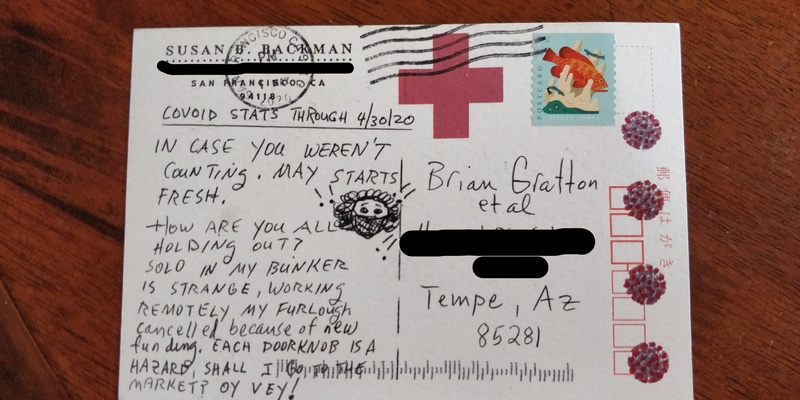 SUSAN B. BACKMAN
SAN FRANCISCO, CA
94118
COVOID STATS THROUGH 4/30/20
IN CASE YOU WEREN'T
COUNTING. MAY STARTS
FRESH.
HOW ARE YOU ALL
HOLDING OUT?
SOLO IN MY BUNKER
IS STRANGE, WORKING
REMOTELY, MY FURLOUGH
cancelled because of new
funding. EACH DOORKNOB IS A
HAZARD, SHALL I GO TO THE
MARKET? OY VEY!
POSTCARD
Brian Gratton
et al
Tempe, Az
85281
郵便はがき